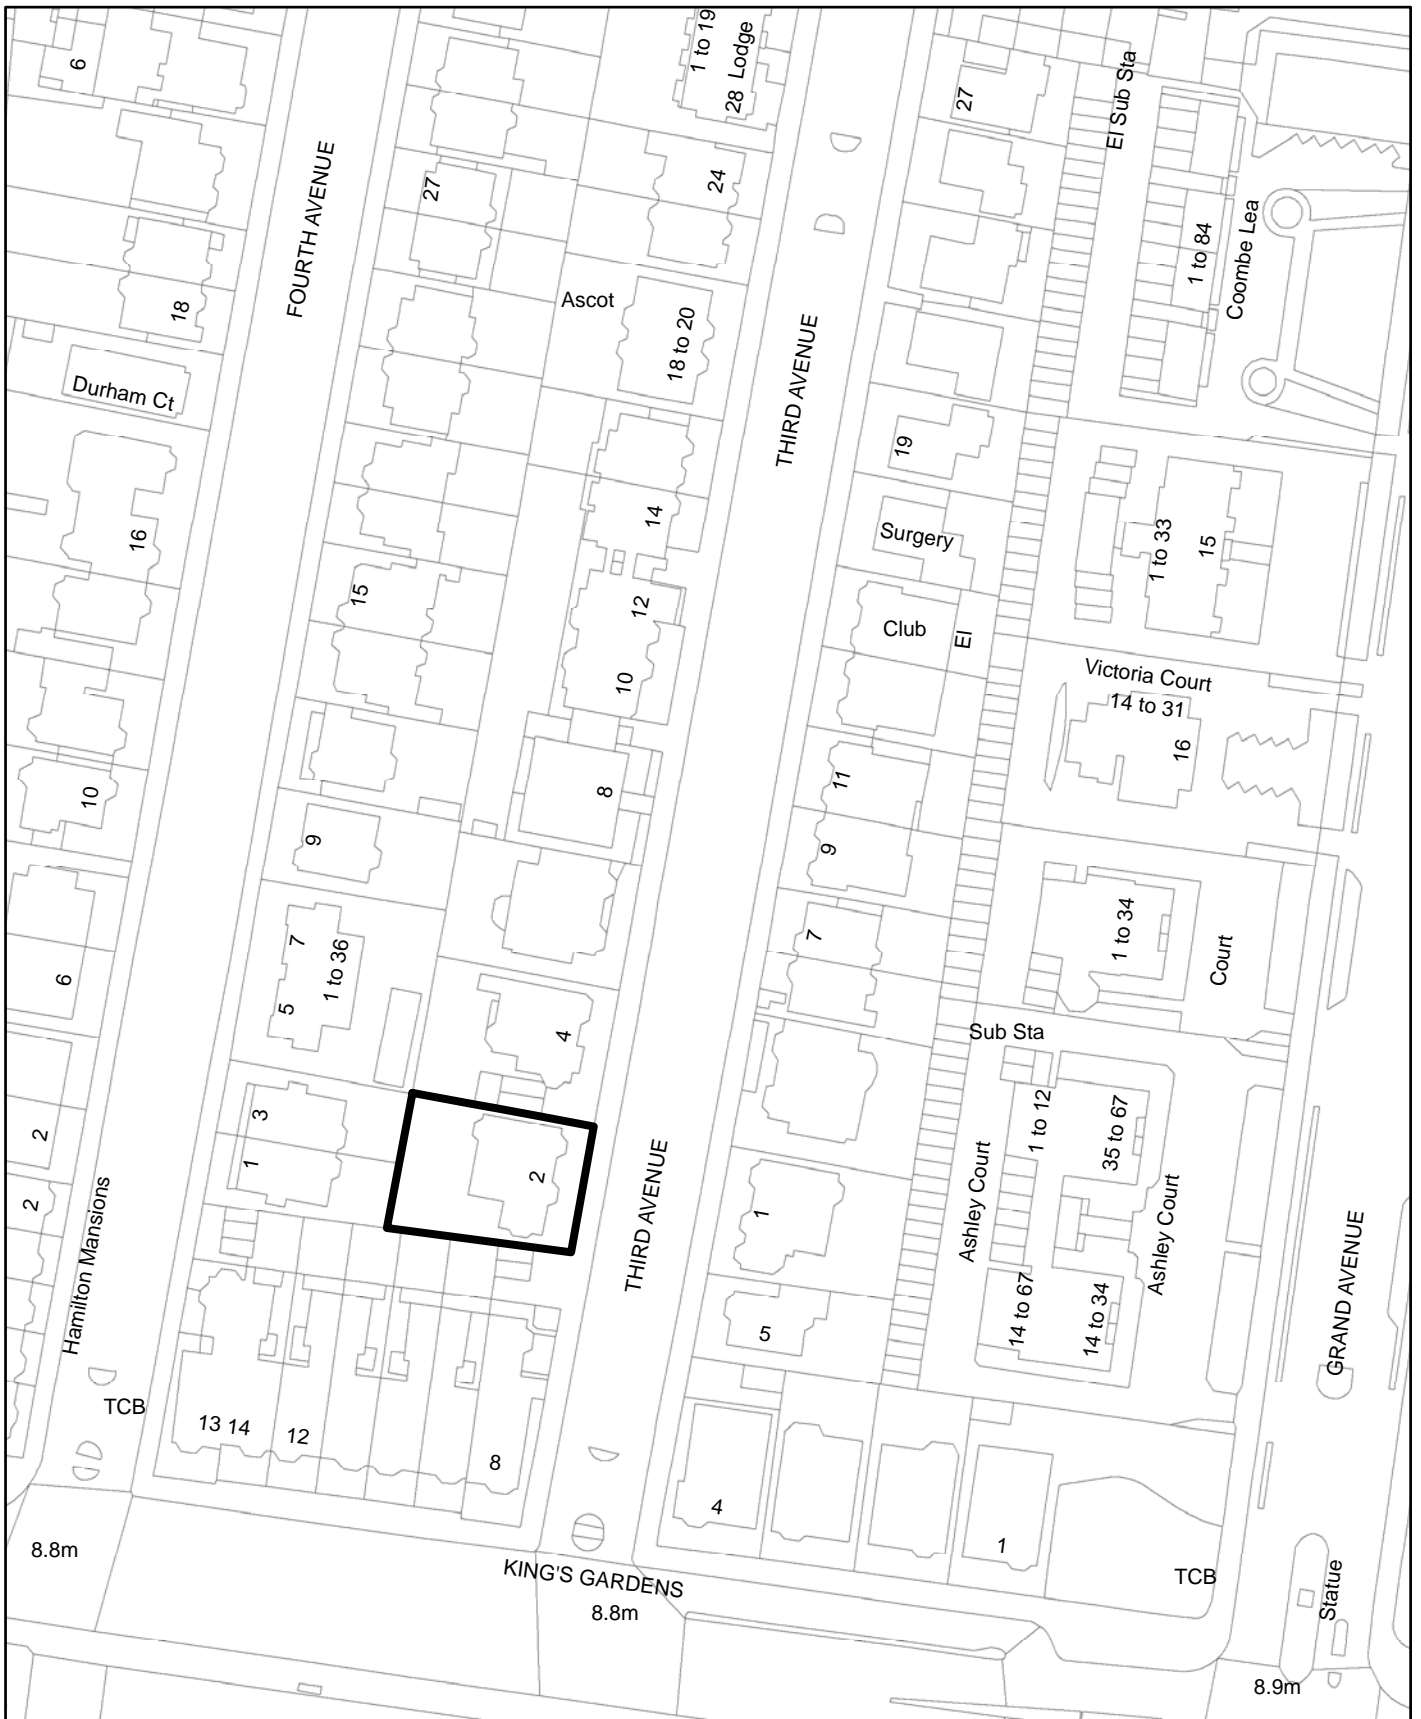 6
1 to 19
28 Lodge
El Sub Sta
27
FOURTH AVENUE
27
24
1 to 84
Coombe Lea
18
Ascot
18 to 20
THIRD AVENUE
Durham Ct
19
16
14
Surgery
1 to 33
15
15
12
Club
El
10
Victoria Court
14 to 31
16
10
8
11
9
9
7
1 to 36
5
7
1 to 34
Court
6
4
Sub Sta
3
1
2
2
1 to 12
35 to 67
Ashley Court
Ashley Court
2
Hamilton Mansions
THIRD AVENUE
1
GRAND AVENUE
14 to 67
14 to 34
5
TCB
13 14
12
8
4
1
8.8m
KING'S GARDENS
8.8m
TCB
Statue
8.9m